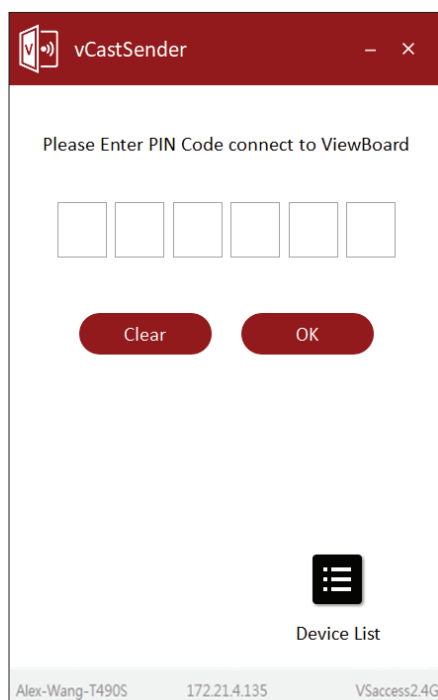 V vCastSender
Please Enter PIN Code connect to ViewBoard
Clear OK
Device List
Alex-Wang-T490S 172.21.4.135 VSaccess2.4G